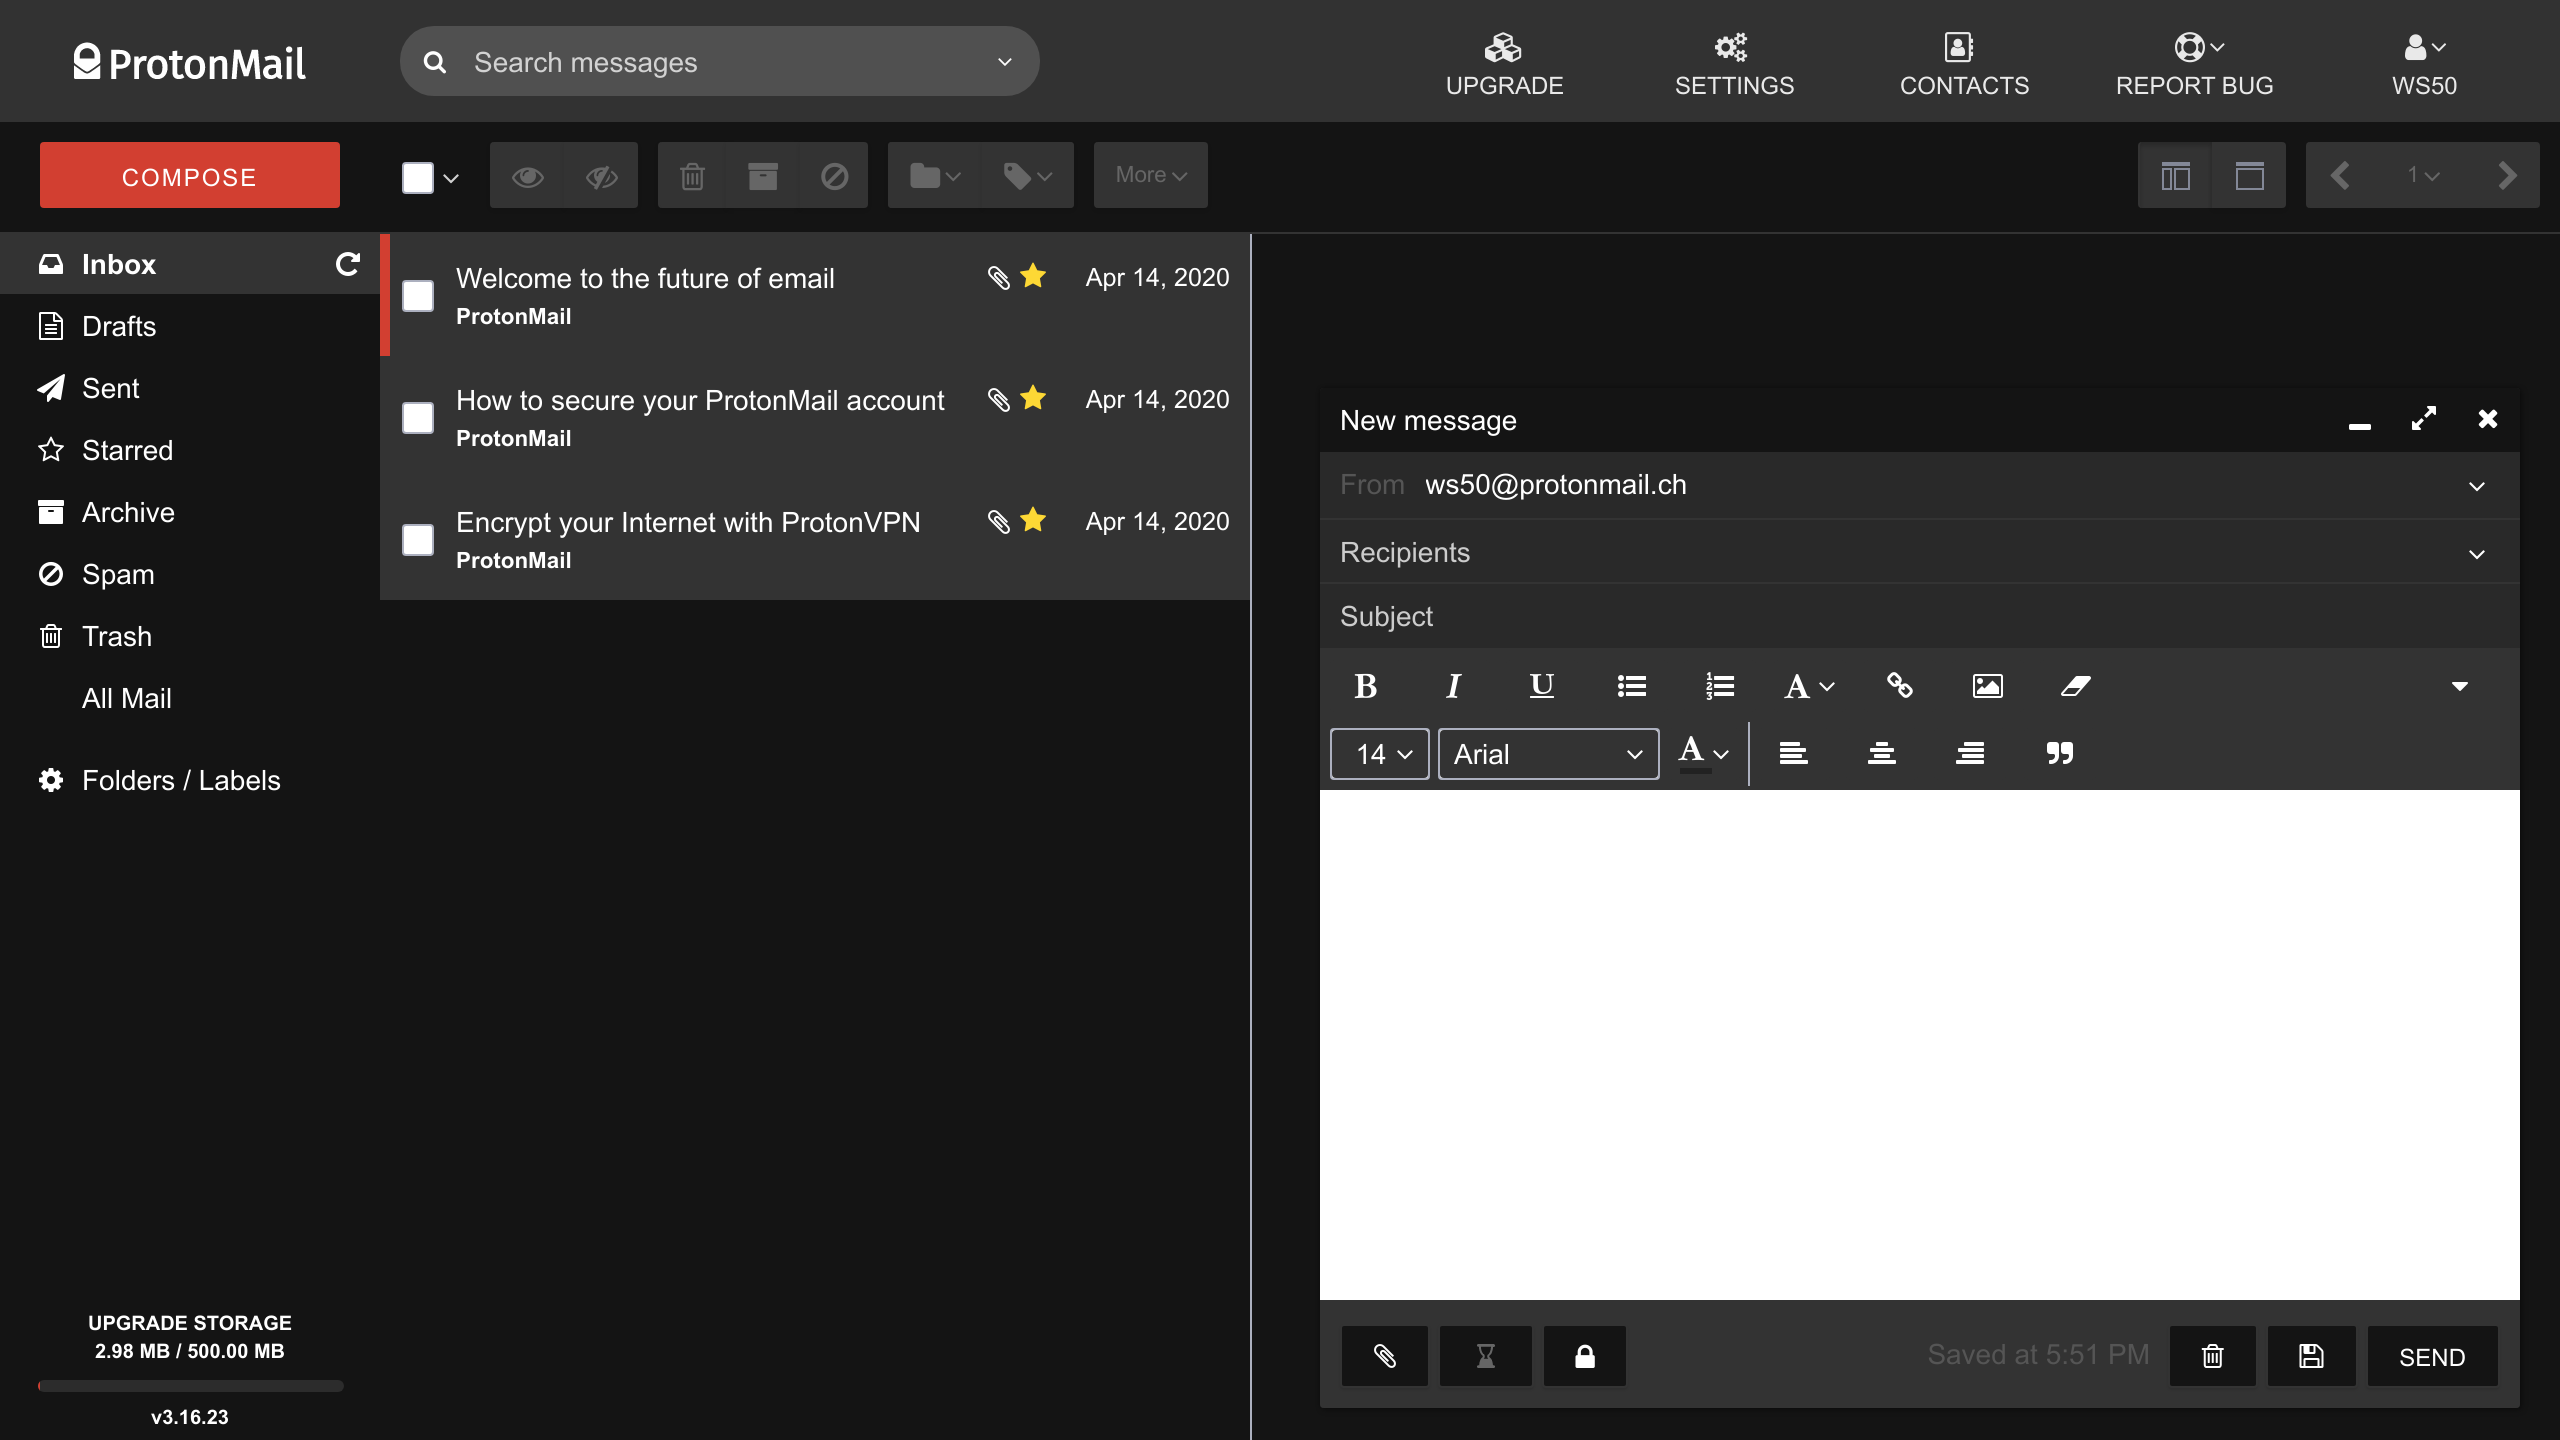 ProtonMail
Search messages
UPGRADE
SETTINGS
CONTACTS
REPORT BUG
WS50
COMPOSE
More
1
Inbox
Drafts
Sent
Starred
Archive
Spam
Trash
All Mail
Folders / Labels
Welcome to the future of email Apr 14, 2020
ProtonMail
How to secure your ProtonMail account Apr 14, 2020
ProtonMail
Encrypt your Internet with ProtonVPN Apr 14, 2020
ProtonMail
New message
From ws50@protonmail.ch
Recipients
Subject
B I U A
14 Arial A
Saved at 5:51 PM SEND
UPGRADE STORAGE
2.98 MB / 500.00 MB
v3.16.23